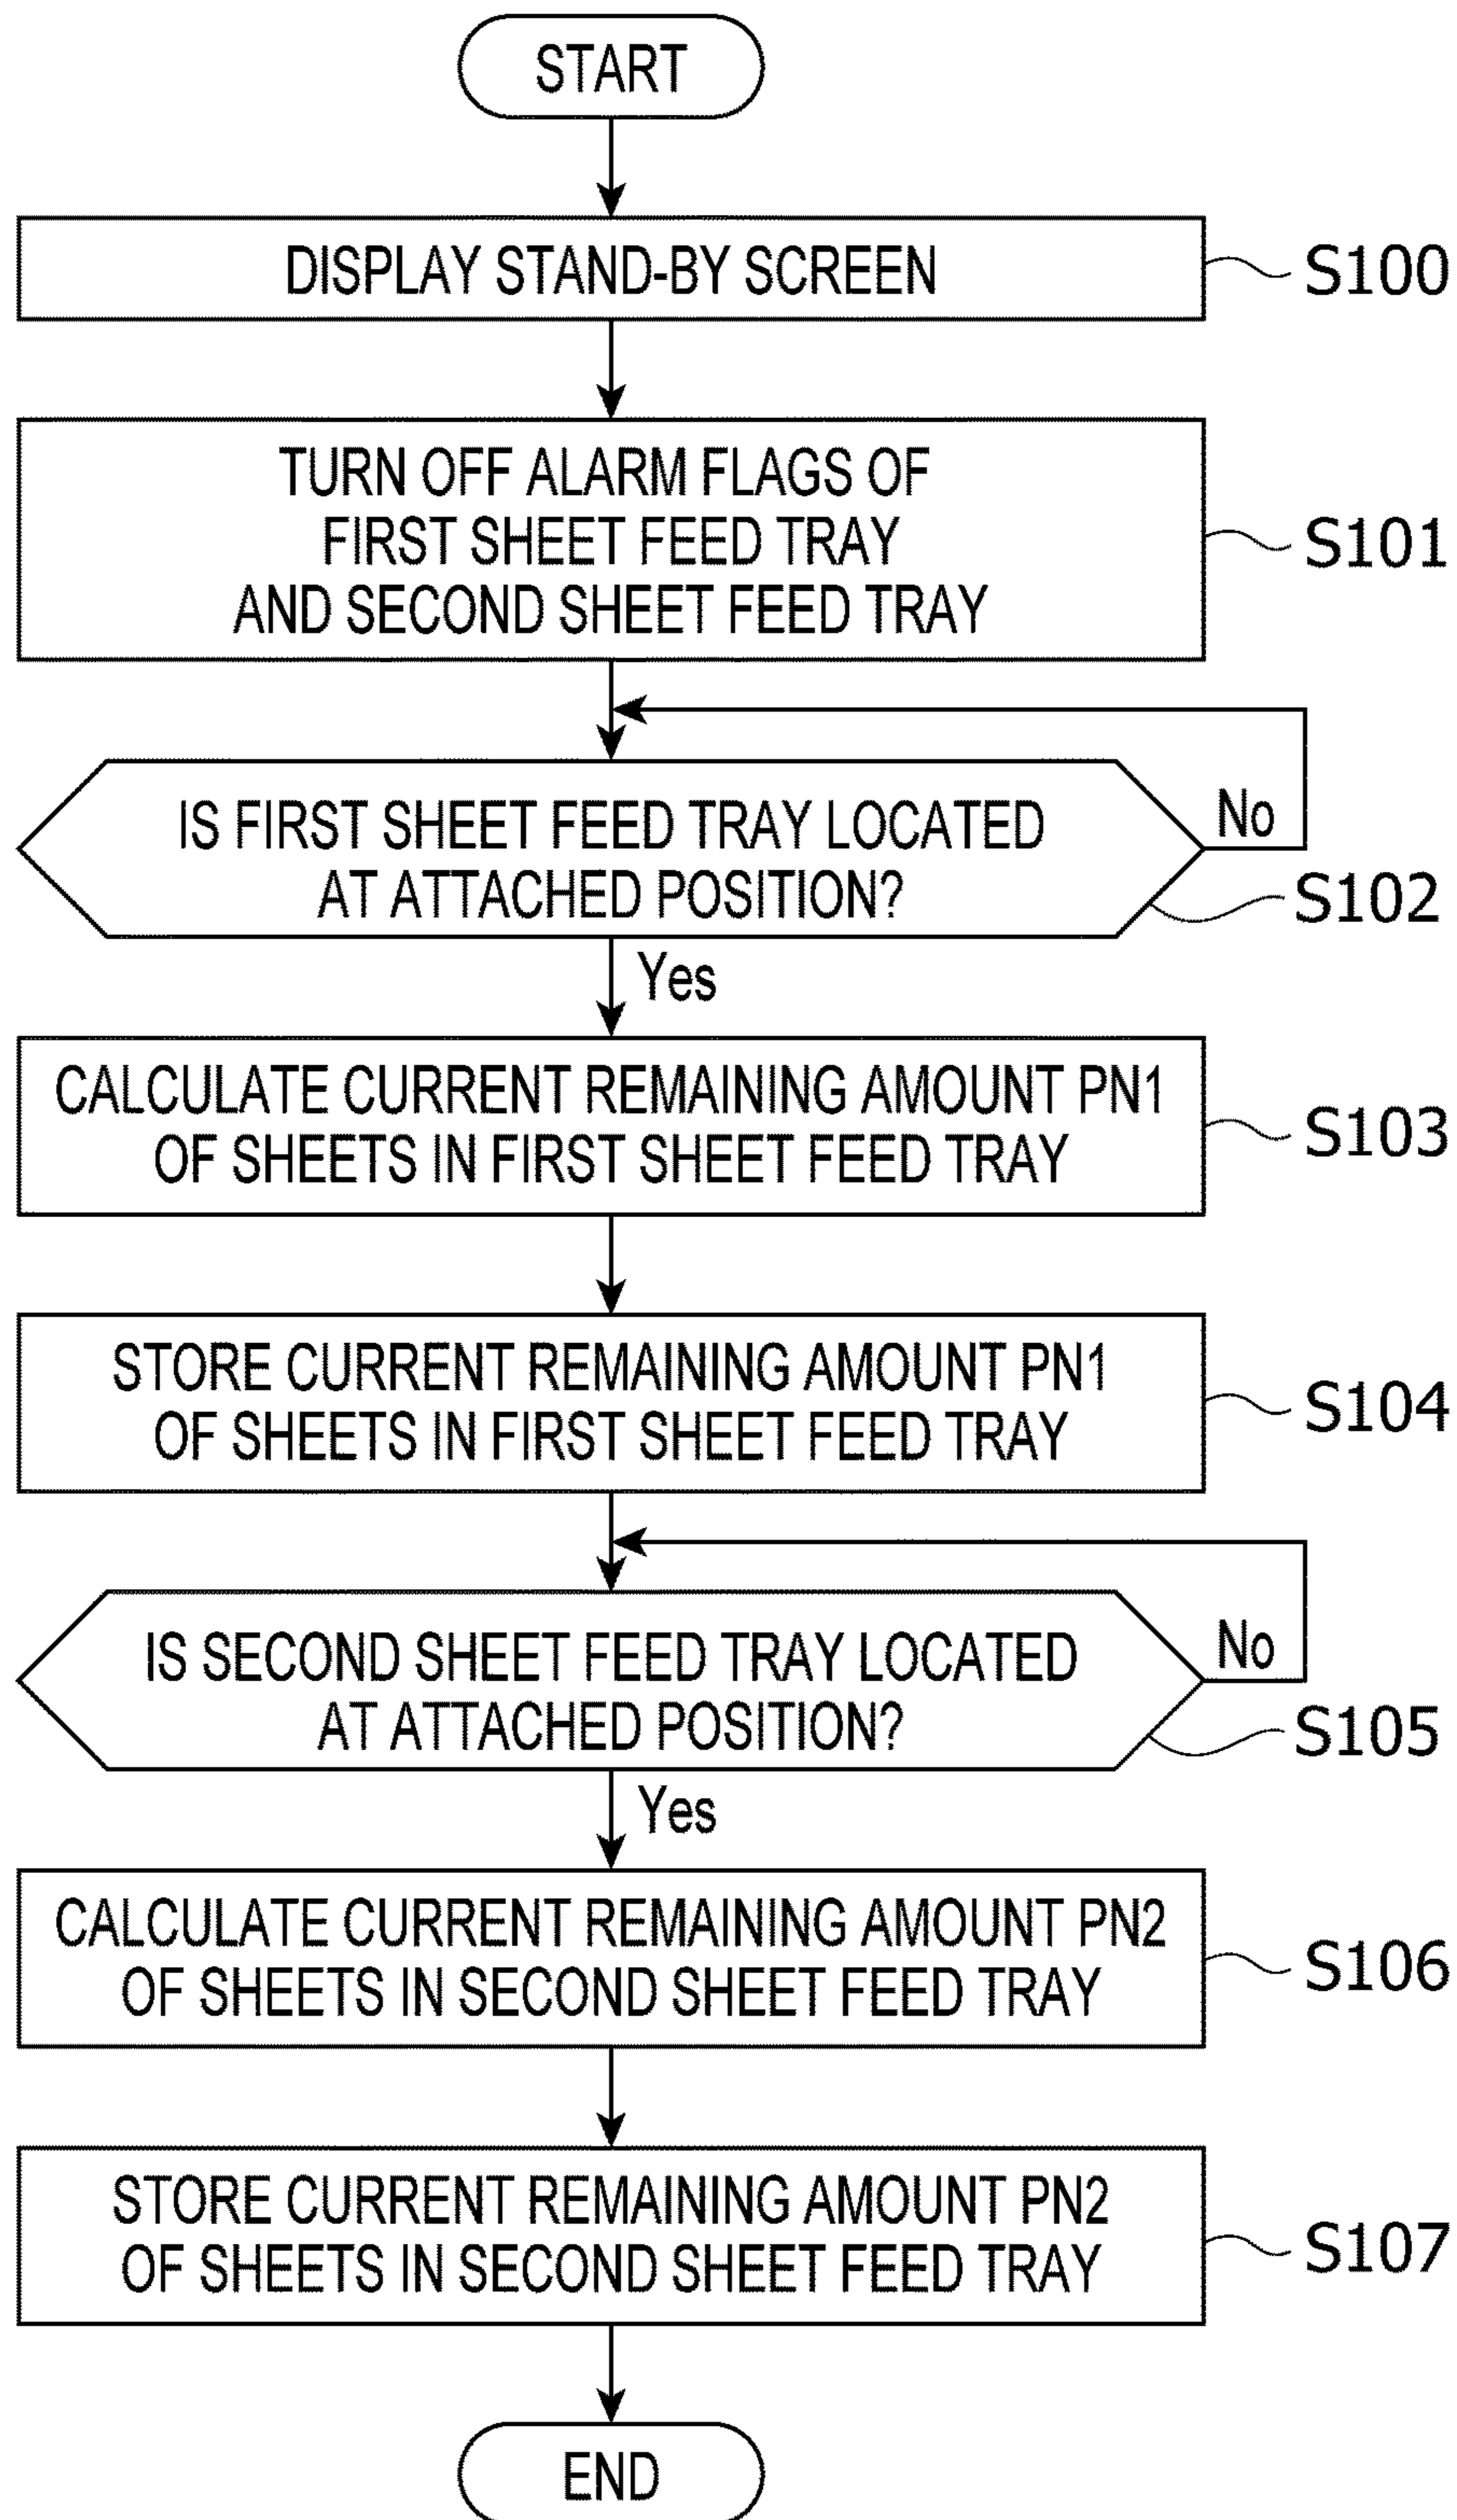 START
DISPLAY STAND-BY SCREEN
S100
TURN OFF ALARM FLAGS OF
FIRST SHEET FEED TRAY
AND SECOND SHEET FEED TRAY
S101
IS FIRST SHEET FEED TRAY LOCATED
AT ATTACHED POSITION?
No
S102
Yes
CALCULATE CURRENT REMAINING AMOUNT PN1
OF SHEETS IN FIRST SHEET FEED TRAY
S103
STORE CURRENT REMAINING AMOUNT PN1
OF SHEETS IN FIRST SHEET FEED TRAY
S104
IS SECOND SHEET FEED TRAY LOCATED
AT ATTACHED POSITION?
No
S105
Yes
CALCULATE CURRENT REMAINING AMOUNT PN2
OF SHEETS IN SECOND SHEET FEED TRAY
S106
STORE CURRENT REMAINING AMOUNT PN2
OF SHEETS IN SECOND SHEET FEED TRAY
S107
END